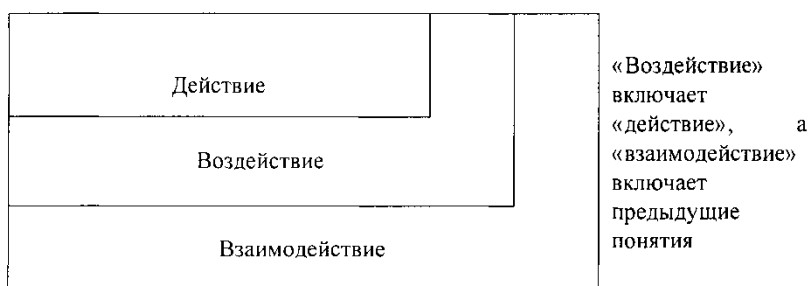 Действие
Воздействие
Взаимодействие
«Воздействие»
включает
«действие», а
«взаимодействие»
включает
предыдущие
понятия